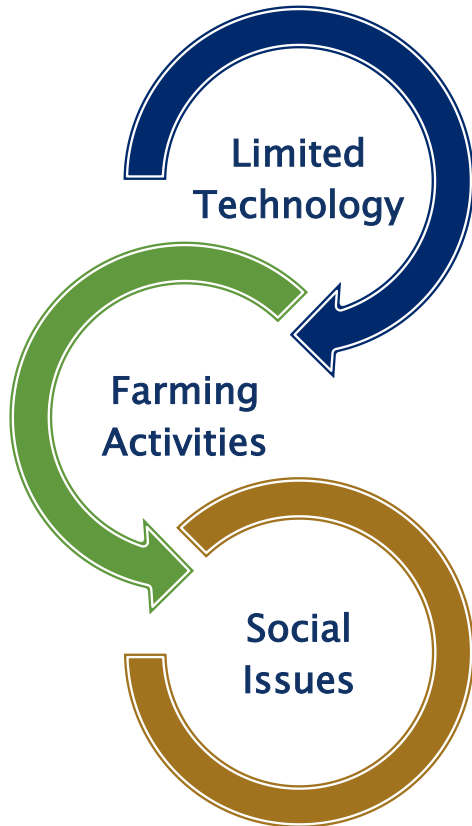 Limited
Technology
Farming
Activities
Social
Issues